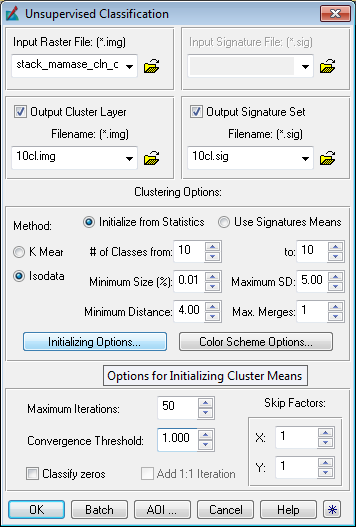 Unsupervised Classification
Input Raster File: (*.img)
Input Signature File: (*.sig)
stack_mamase_cln_c
Output Cluster Layer
Output Signature Set
Filename: (*.img)
Filename: (*.sig)
10cl.img
10cl.sig
Clustering Options:
Method:
Initialize from Statistics
Use Signatures Means
K Mear
# of Classes from:
10
to:
10
Isodata
Minimum Size (%):
0.01
Maximum SD:
5.00
Minimum Distance:
4.00
Max. Merges:
1
Initializing Options...
Color Scheme Options...
Options for Initializing Cluster Means
Maximum Iterations:
50
Skip Factors:
Convergence Threshold:
1.000
X:
1
Classify zeros
Add 1:1 Iteration
Y:
1
OK
Batch
AOI ...
Cancel
Help